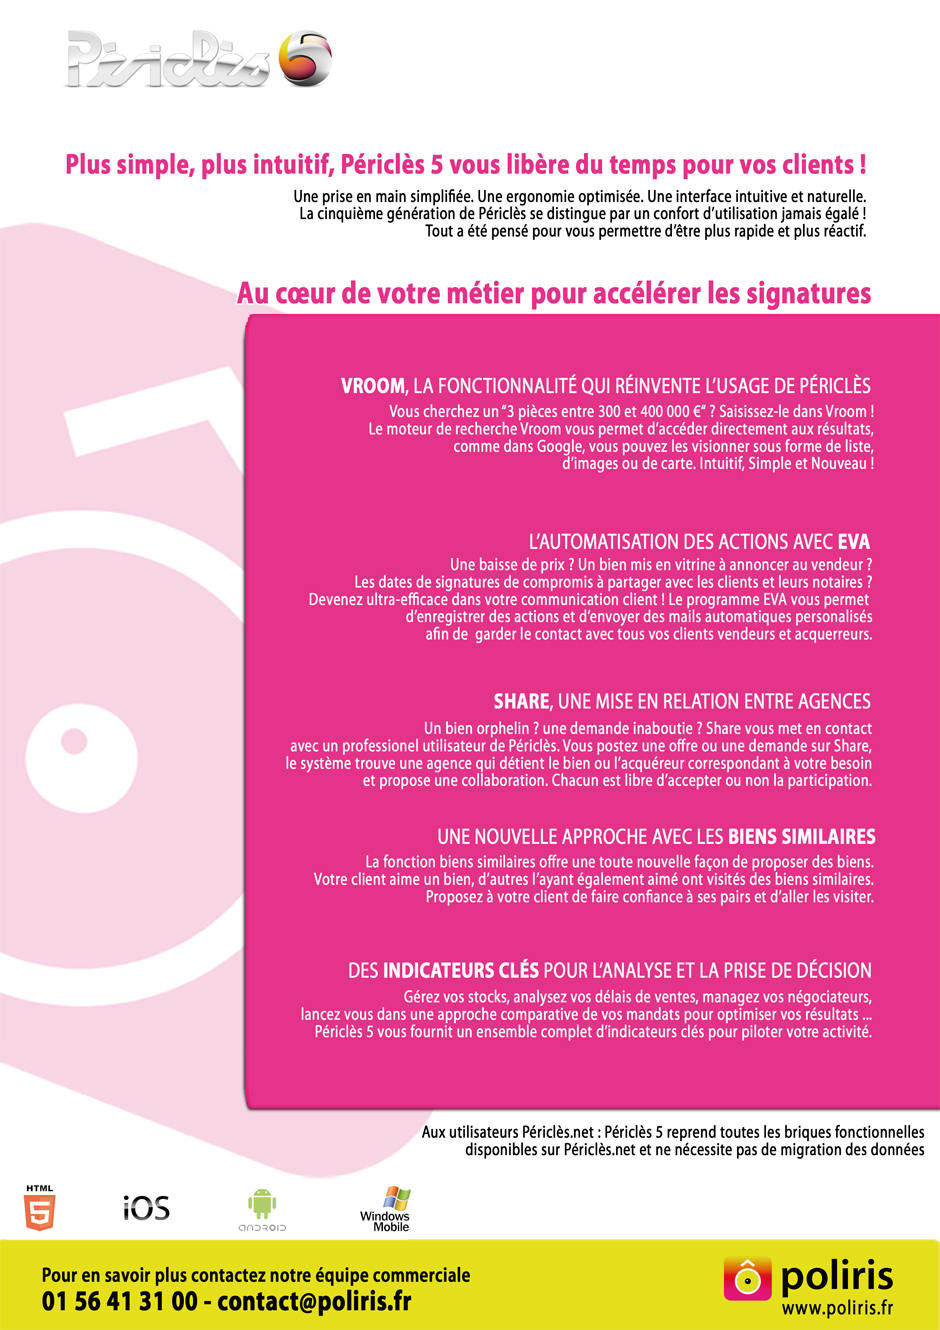 Périclès 5
Plus simple, plus intuitif, Périclès 5 vous libère du temps pour vos clients !
Une prise en main simplifiée. Une ergonomie optimisée. Une interface intuitive et naturelle.
La cinquième génération de Périclès se distingue par un confort d'utilisation jamais égalé !
Tout a été pensé pour vous permettre d'être plus rapide et plus réactif.
Au cœur de votre métier pour accélérer les signatures
VROOM, LA FONCTIONNALITÉ QUI RÉINVENTE L'USAGE DE PÉRICLÈS
Vous cherchez un "3 pièces entre 300 et 400 000 €" ? Saisissez-le dans Vroom !
Le moteur de recherche Vroom vous permet d'accéder directement aux résultats,
comme dans Google, vous pouvez les visionner sous forme de liste,
d'images ou de carte. Intuitif, Simple et Nouveau !
L'AUTOMATISATION DES ACTIONS AVEC EVA
Une baisse de prix ? Un bien mis en vitrine à annoncer au vendeur ?
Les dates de signatures de compromis à partager avec les clients et leurs notaires ?
Devenez ultra-efficace dans votre communication client ! Le programme EVA vous permet
d'enregistrer des actions et d'envoyer des mails automatiques personalisés
afin de garder le contact avec tous vos clients vendeurs et acquerreurs.
SHARE, UNE MISE EN RELATION ENTRE AGENCES
Un bien orphelin ? une demande inaboutie ? Share vous met en contact
avec un professionel utilisateur de Périclès. Vous postez une offre ou une demande sur Share,
le système trouve une agence qui détient le bien ou l'acquéreur correspondant à votre besoin
et propose une collaboration. Chacun est libre d'accepter ou non la participation.
UNE NOUVELLE APPROCHE AVEC LES BIENS SIMILAIRES
La fonction biens similaires offre une toute nouvelle façon de proposer des biens.
Votre client aime un bien, d'autres l'ayant également aimé ont visités des biens similaires.
Proposez à votre client de faire confiance à ses pairs et d'aller les visiter.
DES INDICATEURS CLÉS POUR L'ANALYSE ET LA PRISE DE DÉCISION
Gérez vos stocks, analysez vos délais de ventes, managez vos négociateurs,
lancez vous dans une approche comparative de vos mandats pour optimiser vos résultats ...
Périclès 5 vous fournit un ensemble complet d'indicateurs clés pour piloter votre activité.
Aux utilisateurs Périclès.net : Périclès 5 reprend toutes les briques fonctionnelles
disponibles sur Périclès.net et ne nécessite pas de migration des données
HTML
5
iOS
ANDROID
Windows
Mobile
Pour en savoir plus contactez notre équipe commerciale
01 56 41 31 00 - contact@poliris.fr
poliris
www.poliris.fr